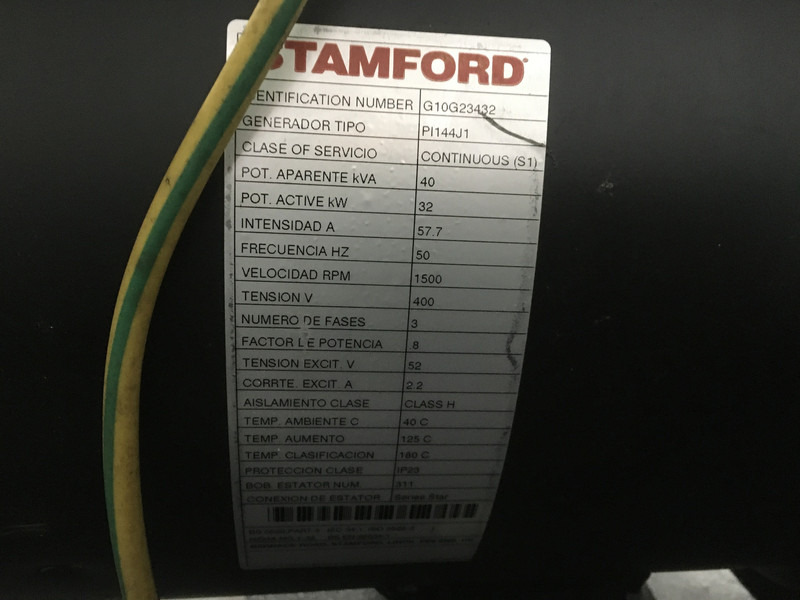 STAMFORD
IDENTIFICATION NUMBER G10G23432
GENERADOR TIPO PI144J1
CLASE OF SERVICIO CONTINUOUS (S1)
POT. APARENTE kVA 40
POT. ACTIVE kW 32
INTENSIDAD A 57.7
FRECUENCIA HZ 50
VELOCIDAD RPM 1500
TENSION V 400
NUMERO DE FASES 3
FACTOR DE POTENCIA .8
TENSION EXCIT. V 52
CORRTE. EXCIT. A 2.2
AISLAMIENTO CLASE CLASS H
TEMP. AMBIENTE C 40 C
TEMP. AUMENTO 125 C
TEMP. CLASIFICACION 180 C
PROTECCION CLASE IP23
BOB. ESTATOR NUM. 311
CONEXION DE ESTATOR Series Star